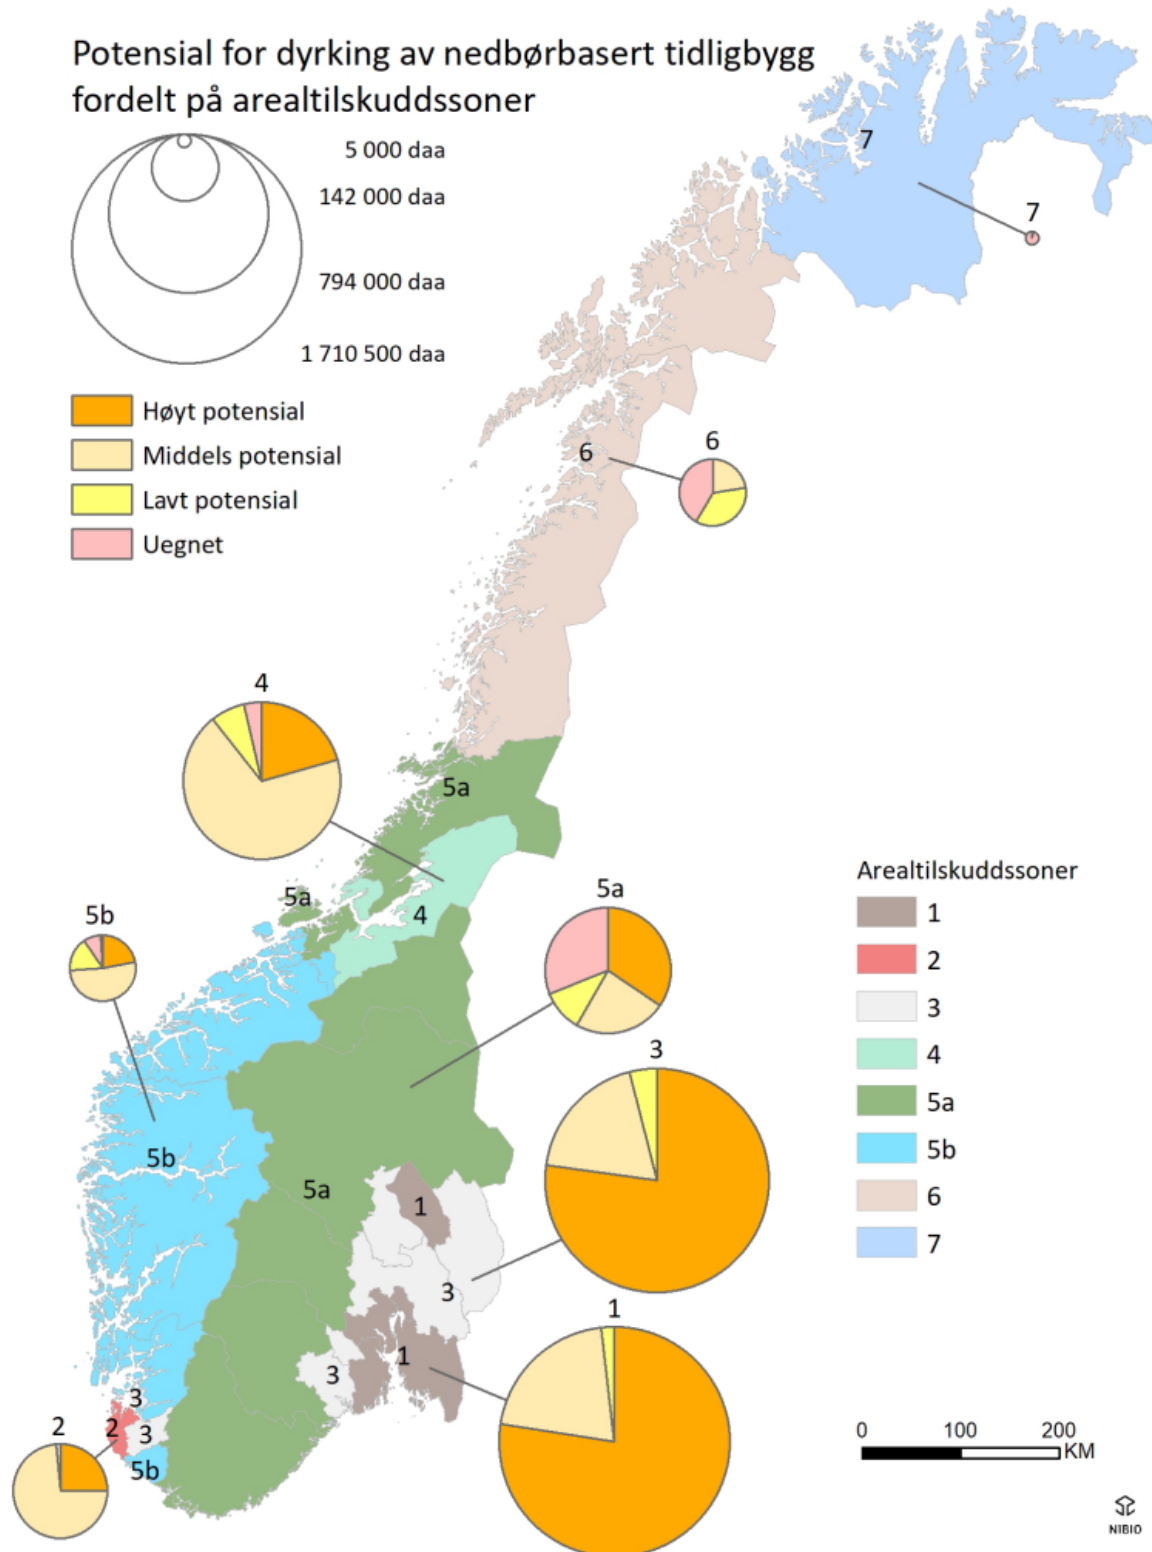 Potensial for dyrking av nedbørbasert tidligbygg
fordelt på arealtilskuddssoner
5 000 daa
142 000 daa
794 000 daa
1 710 500 daa
Høyt potensial
Middels potensial
Lavt potensial
Uegnet
7
7
6
6
4
5a
5a
4
5b
5a
5b
5a
3
1
3
1
1
3
3
2
3
2
5b
Arealtilskuddssoner
1
2
3
4
5a
5b
6
7
0 100 200
KM
NIBIO